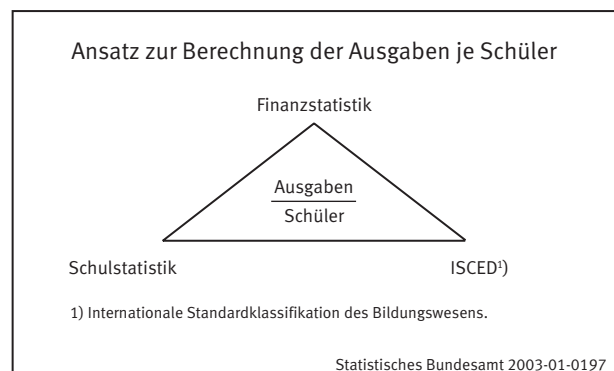 Ansatz zur Berechnung der Ausgaben je Schüler
Finanzstatistik
Ausgaben
Schüler
Schulstatistik
ISCED¹)
1) Internationale Standardklassifikation des Bildungswesens.
Statistisches Bundesamt 2003-01-0197